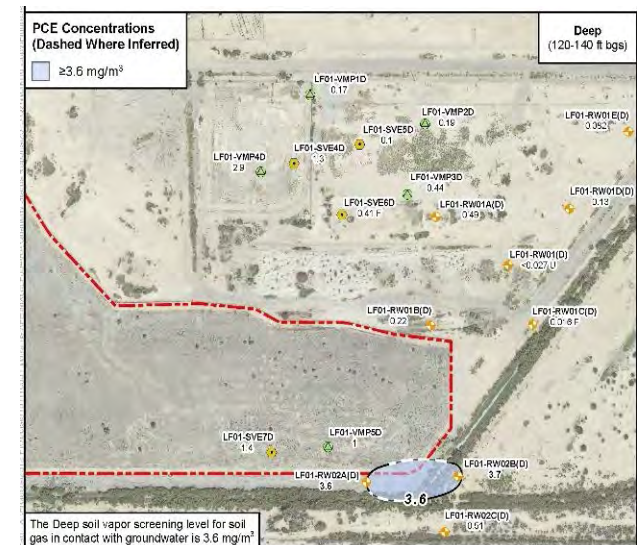 PCE Concentrations
(Dashed Where Inferred)
≥3.6 mg/m³
Deep
(120-140 ft bgs)
LF01-VMP1D
0.17
LF01-VMP2D
0.19
LF01-RW01E(D)
0.052
LF01-SVE5D
0.1
LF01-SVE4D
LF01-VMP4D
2.9
LF01-VMP3D
0.44
LF01-RW01D(D)
0.13
LF01-SVE6D
0.41 F
LF01-RW01A(D)
0.49
LF01-RW01(D)
<0.027 U
LF01-RW01B(D)
0.22
LF01-RW01C(D)
0.016 F
LF01-SVE7D
1.4
LF01-VMP5D
1
LF01-RW02A(D)
3.6
LF01-RW02B(D)
3.7
3.6
LF01-RW02C(D)
0.51
The Deep soil vapor screening level for soil
gas in contact with groundwater is 3.6 mg/m³